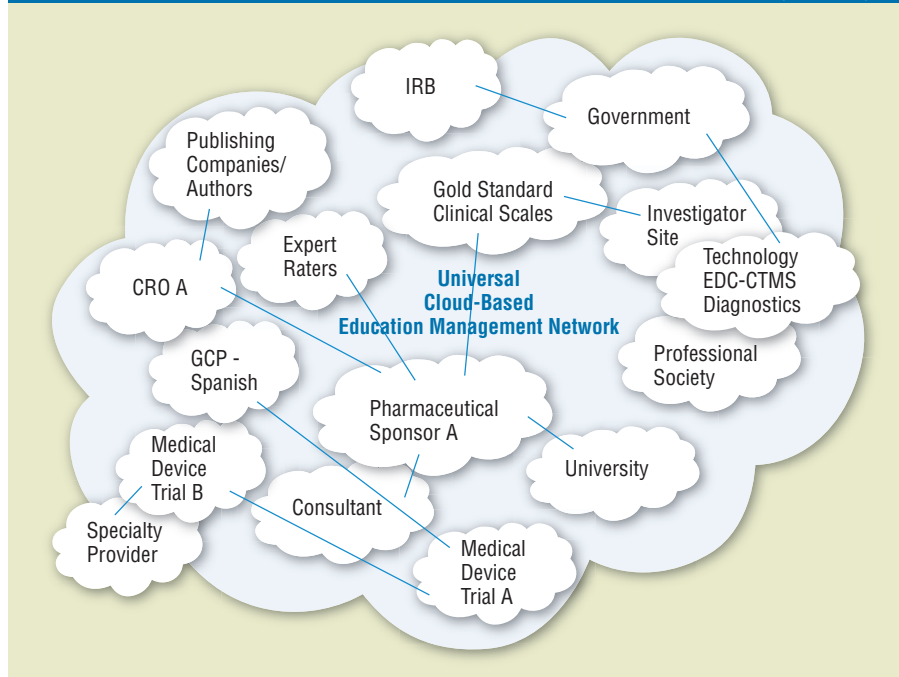 IRB
Government
Publishing
Companies/
Authors
Gold Standard
Clinical Scales
Investigator
Site
Expert
Raters
Technology
EDC-CTMS
Diagnostics
CRO A
Universal
Cloud-Based
Education Management Network
GCP -
Spanish
Professional
Society
Pharmaceutical
Sponsor A
Medical
Device
Trial B
University
Consultant
Specialty
Provider
Medical
Device
Trial A